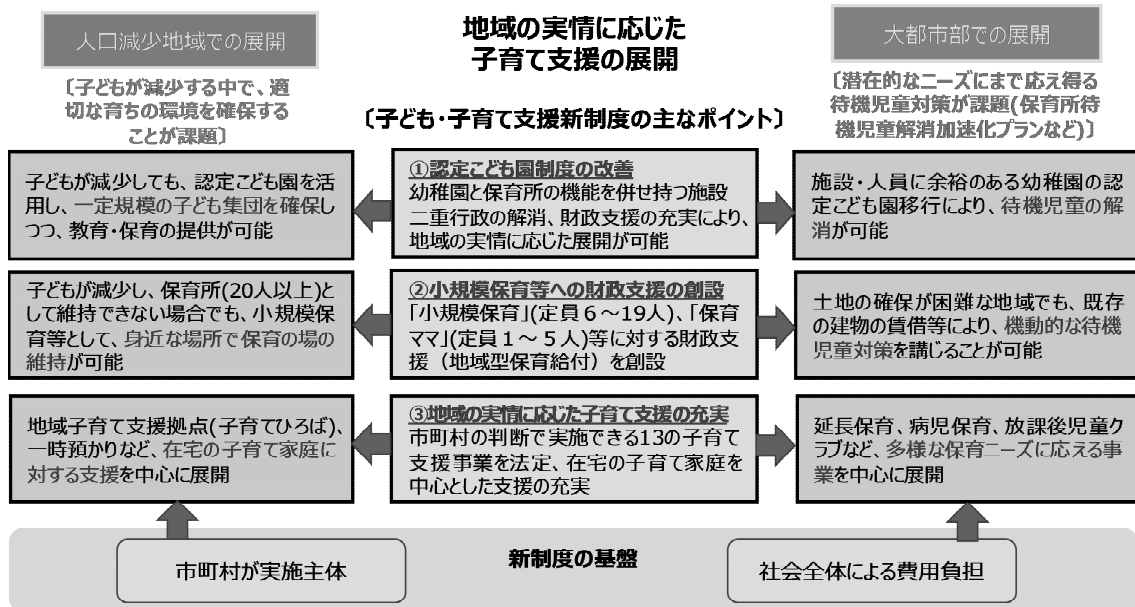 地域の実情に応じた
子育て支援の展開
〔子ども・子育て支援新制度の主なポイント〕
人口減少地域での展開
〔子どもが減少する中で、適
切な育ちの環境を確保する
ことが課題〕
大都市部での展開
〔潜在的なニーズにまで応え得る
待機児童対策が課題(保育所待
機児童解消加速化プランなど)〕
子どもが減少しても、認定こども園を活
用し、一定規模の子ども集団を確保し
つつ、教育・保育の提供が可能
①認定こども園制度の改善
幼稚園と保育所の機能を併せ持つ施設
二重行政の解消、財政支援の充実により、
地域の実情に応じた展開が可能
施設・人員に余裕のある幼稚園の認
定こども園移行により、待機児童の解
消が可能
子どもが減少し、保育所(20人以上)とし
て維持できない場合でも、小規模保
育等として、身近な場所で保育の場の
維持が可能
②小規模保育等への財政支援の創設
「小規模保育」(定員6～19人)、「保育
ママ」(定員1～5人)等に対する財政支
援（地域型保育給付）を創設
土地の確保が困難な地域でも、既存
の建物の賃借等により、機動的な待機
児童対策を講じることが可能
地域子育て支援拠点(子育てひろば)、
一時預かりなど、在宅の子育て家庭に
対する支援を中心に展開
③地域の実情に応じた子育て支援の充実
市町村の判断で実施できる13の子育て
支援事業を法定、在宅の子育て家庭を
中心とした支援の充実
延長保育、病児保育、放課後児童ク
ラブなど、多様な保育ニーズに応える事
業を中心に展開
新制度の基盤
市町村が実施主体
社会全体による費用負担